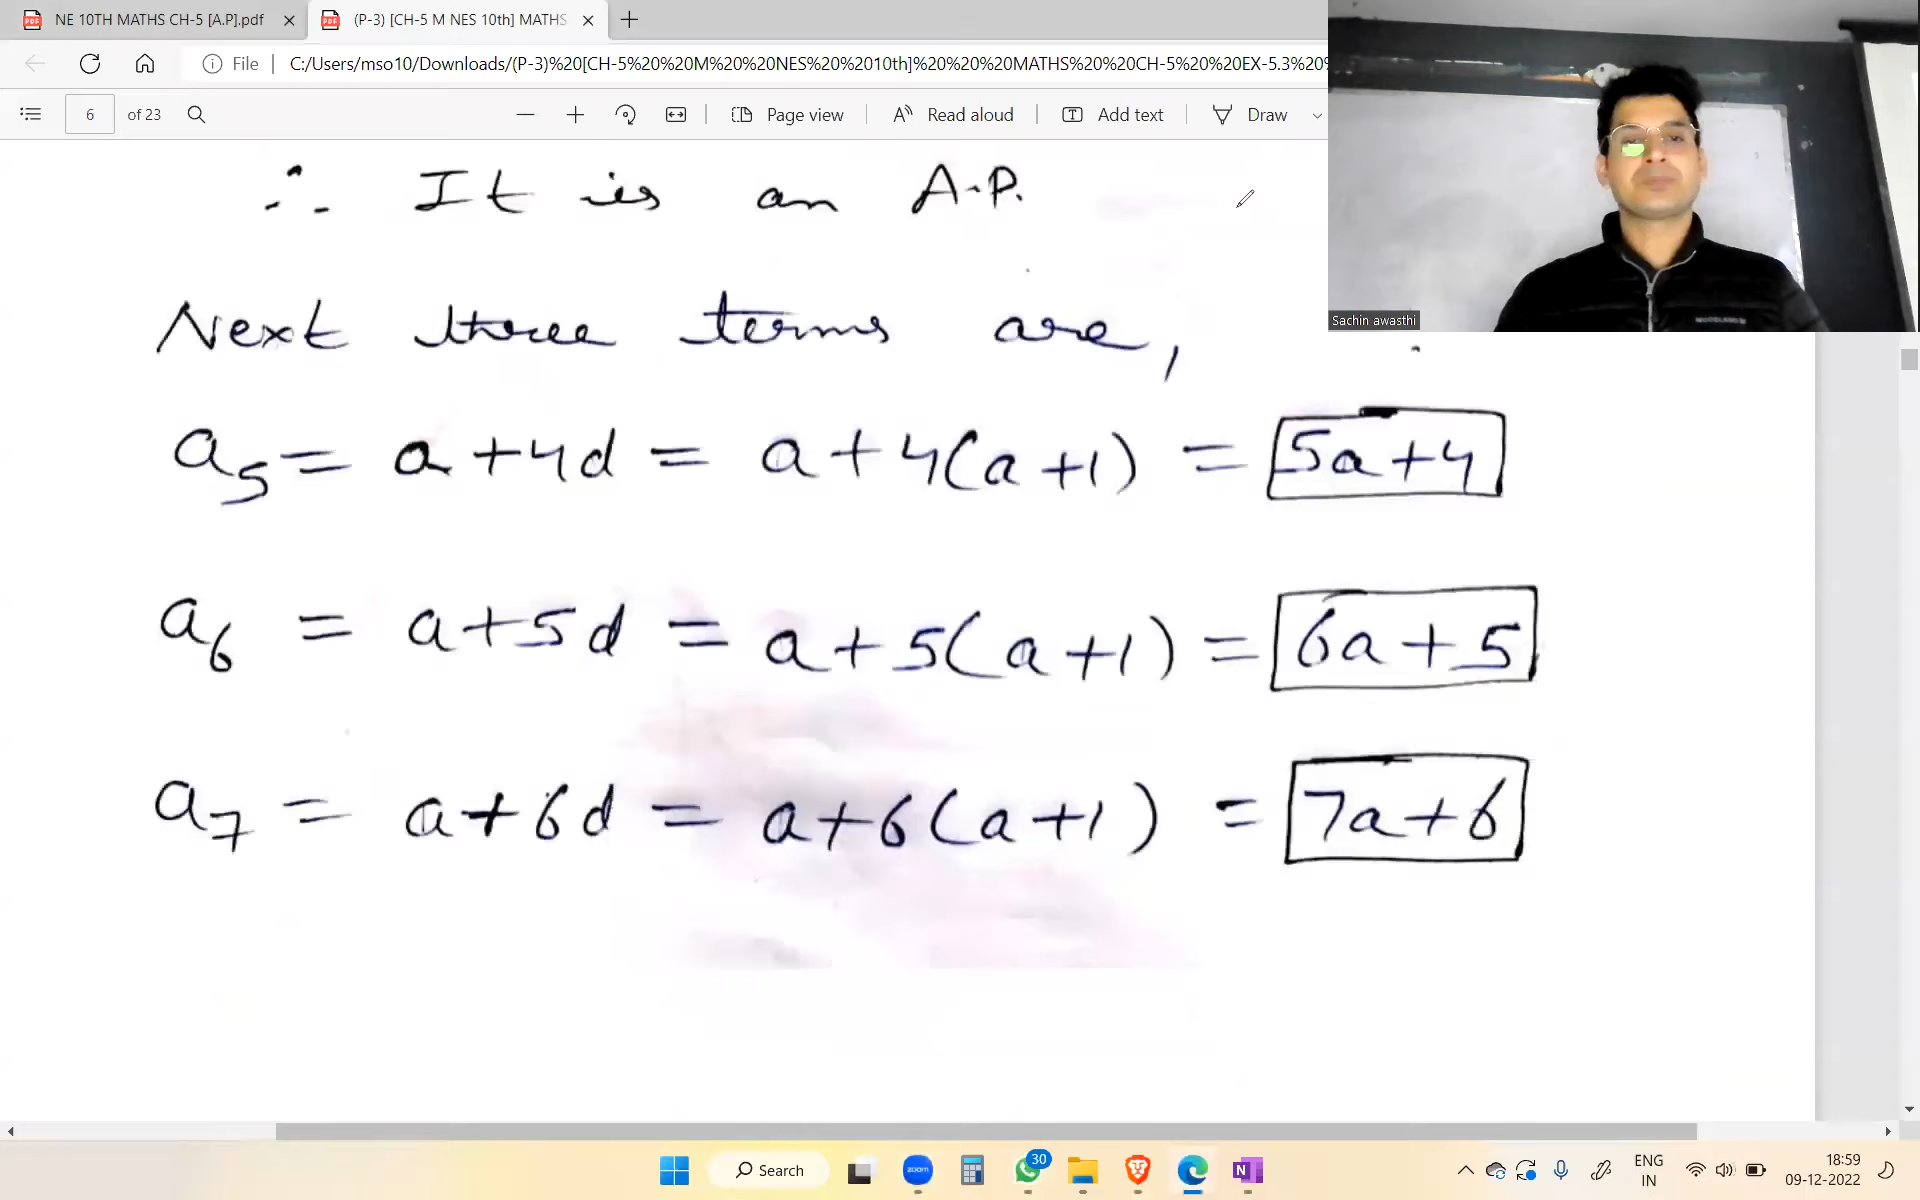 NE 10TH MATHS CH-5 [A.P].pdf
(P-3) [CH-5 M NES 10th] MATHS
File
C:/Users/mso10/Downloads/(P-3)%20[CH-5%20%20M%20%20NES%20%2010th]%20%20%20MATHS%20%20CH-5%20%20EX-5.3%20%
6 of 23
Page view
Read aloud
Add text
Draw
Sachin awasthi
∴ It is an A.P.
Next three terms are,
a₅ = a + 4d = a + 4(a + 1) = 5a + 4
a₆ = a + 5d = a + 5(a + 1) = 6a + 5
a₇ = a + 6d = a + 6(a + 1) = 7a + 6
Search
zoom
30
N
ENG
IN
18:59
09-12-2022